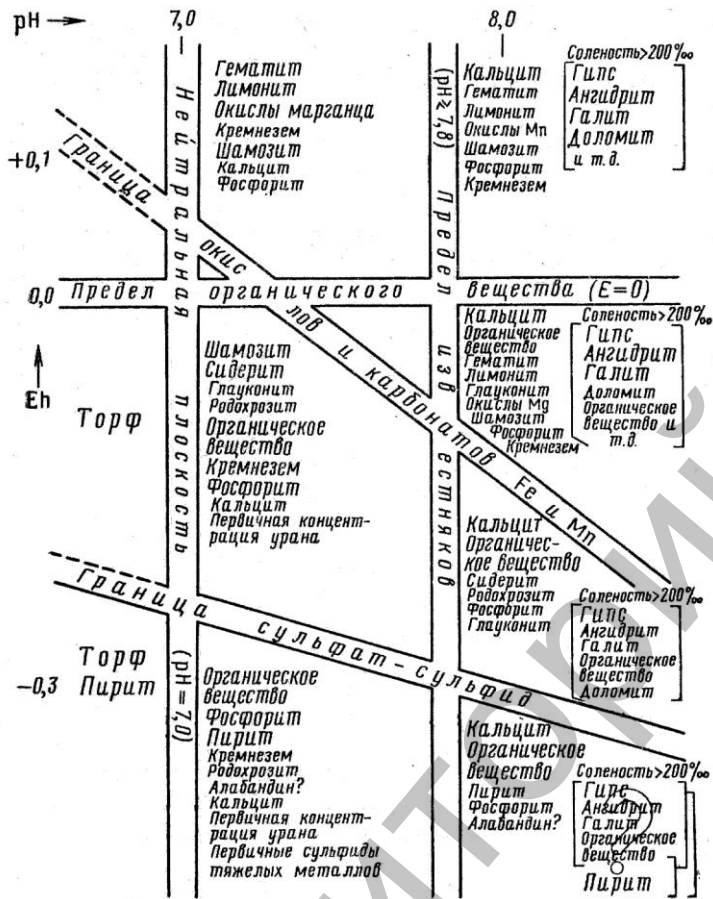 pH → 7,0 8,0
Гематит
Лимонит
Окислы марганца
Кремнезем
Шамозит
Кальцит
Фосфорит
Кальцит
Гематит
Лимонит
Окислы Mn
Шамозит
Фосфорит
Кремнезем
Соленость>200‰
Гипс
Ангидрит
Галит
Доломит
и т.д.
+0,1
Граница окислов и карбонатов Fe и Mn
Нейтральная плоскость (pH=7,0)
(pH≥7,8) Предел известняков
0,0 Предел органического вещества (E=0)
Eh
Торф
Шамозит
Сидерит
Глауконит
Родохрозит
Органическое
вещество
Кремнезем
Фосфорит
Кальцит
Первичная концент-
рация урана
Кальцит
Органическое
вещество
Гематит
Лимонит
Глауконит
Окислы Mg
Шамозит
Фосфорит
Кремнезем
Соленость>200‰
Гипс
Ангидрит
Галит
Доломит
Органическое
вещество и
т.д.
Кальцит
Органичес-
кое вещество
Сидерит
Родохрозит
Фосфорит
Глауконит
Соленость>200‰
Гипс
Ангидрит
Галит
Органическое
вещество
Доломит
Граница сульфат-сульфид
-0,3
Торф
Пирит
Органическое
вещество
Фосфорит
Пирит
Кремнезем
Родохрозит
Алабандин?
Кальцит
Первичная концент-
рация урана
Первичные сульфиды
тяжелых металлов
Кальцит
Органическое
вещество
Пирит
Фосфорит
Алабандин?
Соленость>200‰
Гипс
Ангидрит
Галит
Органическое
вещество
Пирит
?